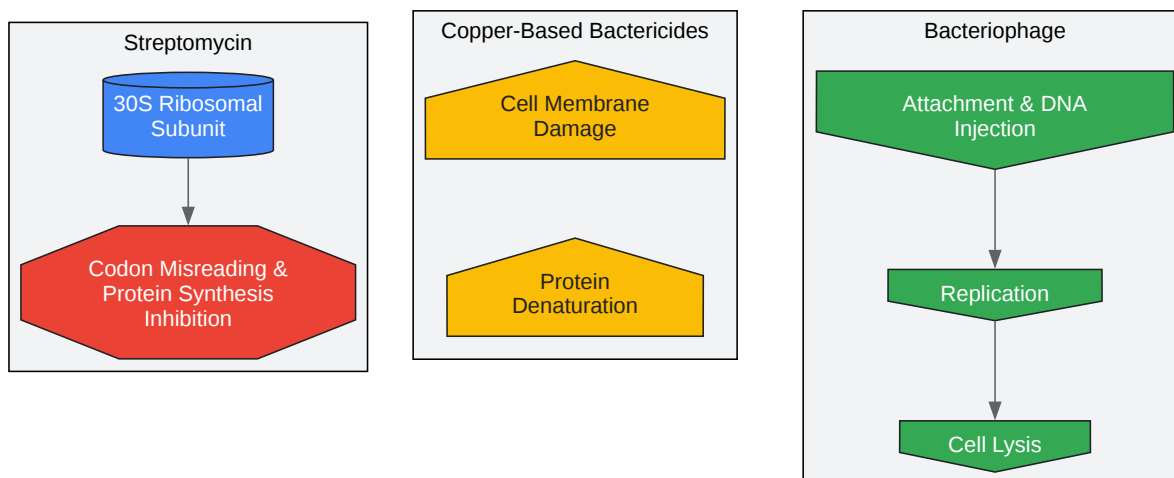 Streptomycin
30S Ribosomal
Subunit
Codon Misreading &
Protein Synthesis
Inhibition
Copper-Based Bactericides
Cell Membrane
Damage
Protein
Denaturation
Bacteriophage
Attachment & DNA
Injection
Replication
Cell Lysis